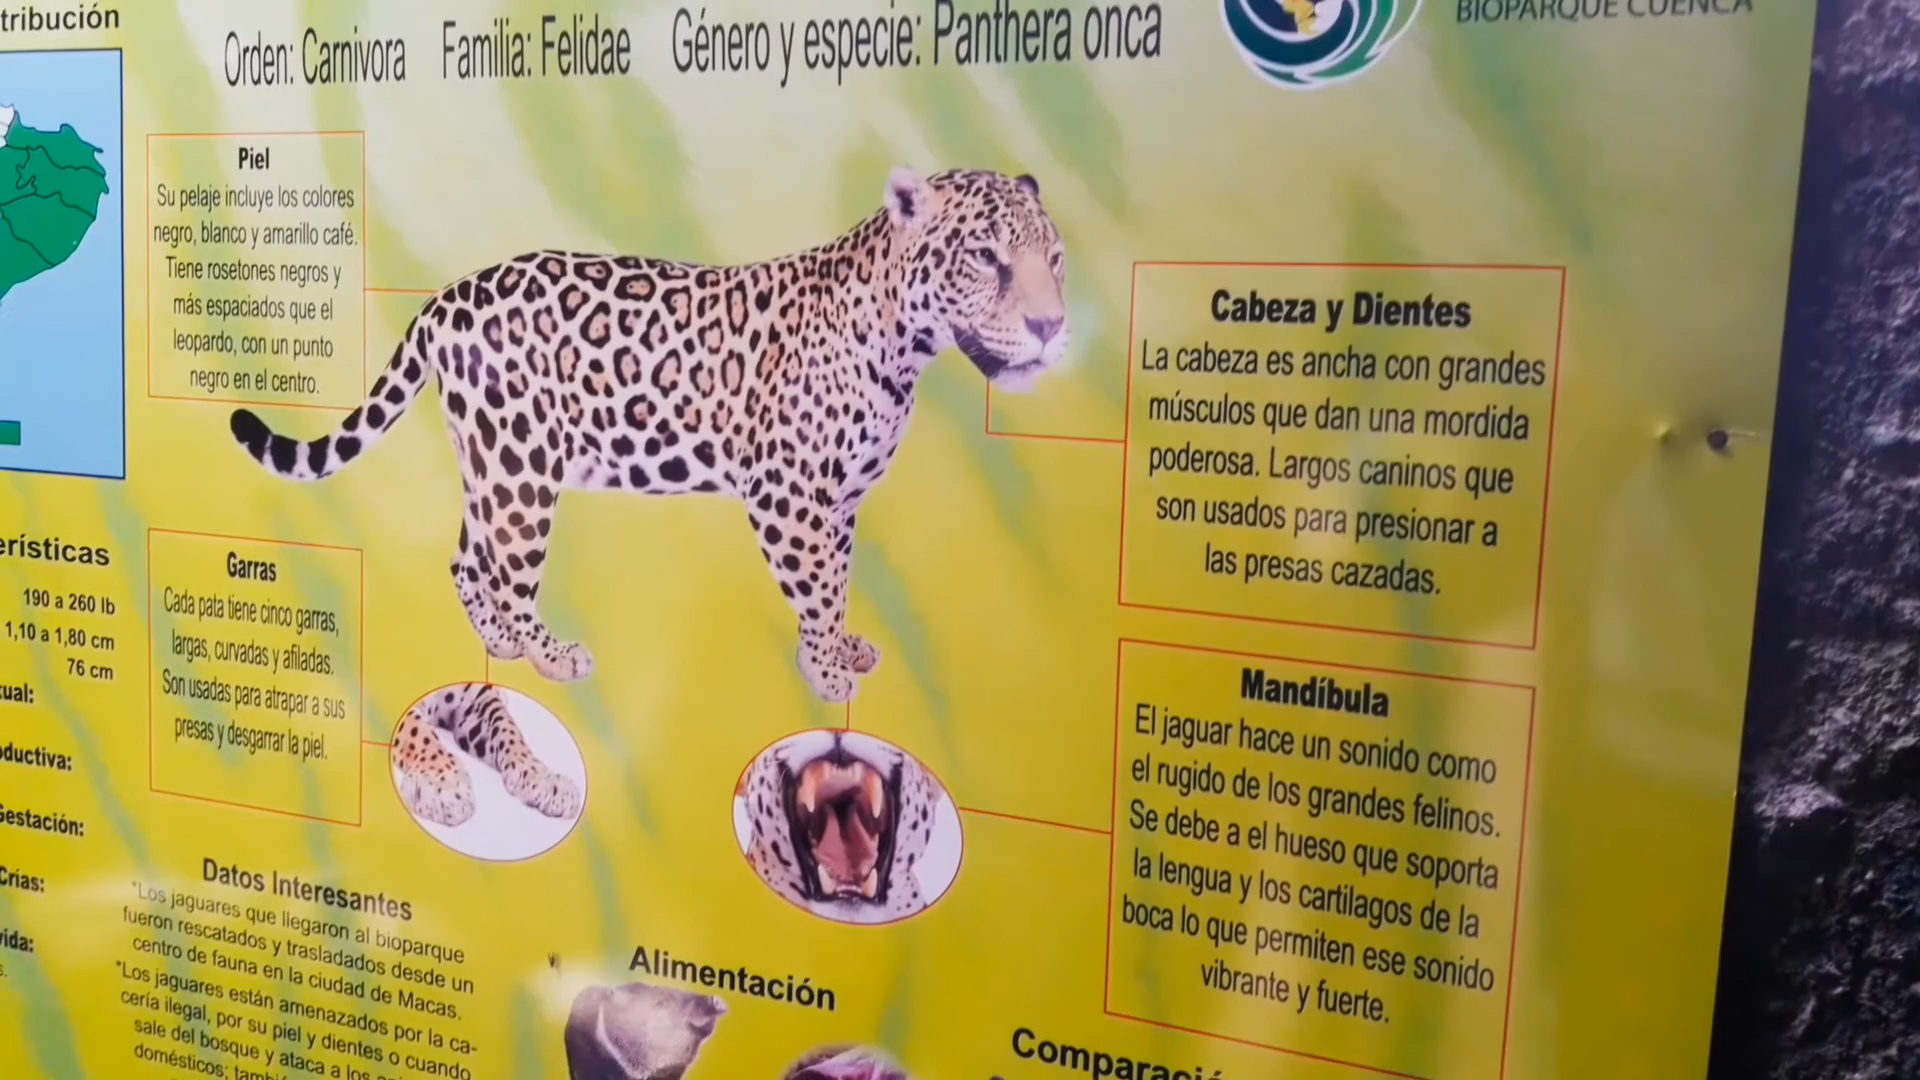 tribución
Orden: Carnivora Familia: Felidae Género y especie: Panthera onca
BIOPARQUE CUENCA
Piel
Su pelaje incluye los colores
negro, blanco y amarillo café.
Tiene rosetones negros y
más espaciados que el
leopardo, con un punto
negro en el centro.
Cabeza y Dientes
La cabeza es ancha con grandes
músculos que dan una mordida
poderosa. Largos caninos que
son usados para presionar a
las presas cazadas.
erísticas
190 a 260 lb
1,10 a 1,80 cm
76 cm
ual:
ductiva:
Gestación:
Crías:
vida:
s.
Garras
Cada pata tiene cinco garras,
largas, curvadas y afiladas.
Son usadas para atrapar a sus
presas y desgarrar la piel.
Mandíbula
El jaguar hace un sonido como
el rugido de los grandes felinos.
Se debe a el hueso que soporta
la lengua y los cartilagos de la
boca lo que permiten ese sonido
vibrante y fuerte.
Datos Interesantes
*Los jaguares que llegaron al bioparque
fueron rescatados y trasladados desde un
centro de fauna en la ciudad de Macas.
*Los jaguares están amenazados por la ca-
cería ilegal, por su piel y dientes o cuando
sale del bosque y ataca a los
domésticos;
Alimentación
Comparació